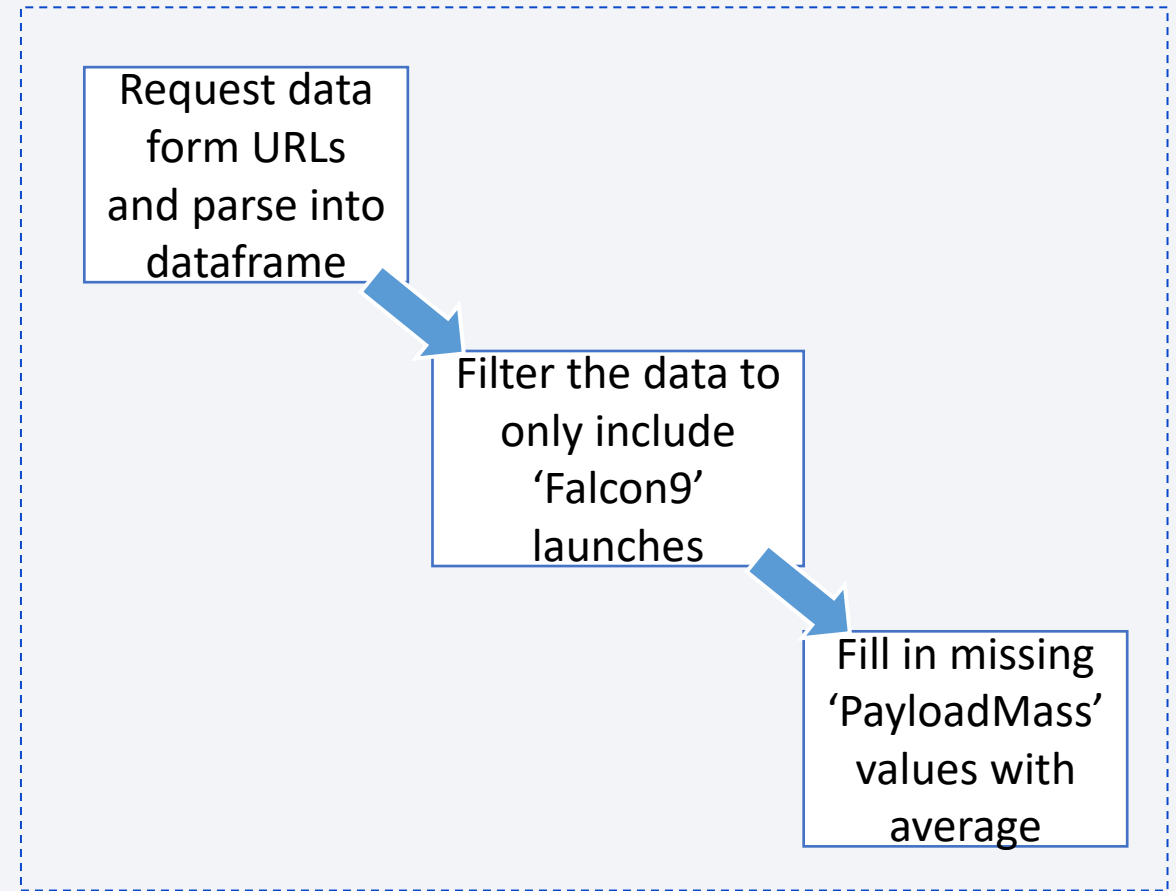 Request data
form URLs
and parse into
dataframe
Filter the data to
only include
‘Falcon9’
launches
Fill in missing
‘PayloadMass’
values with
average